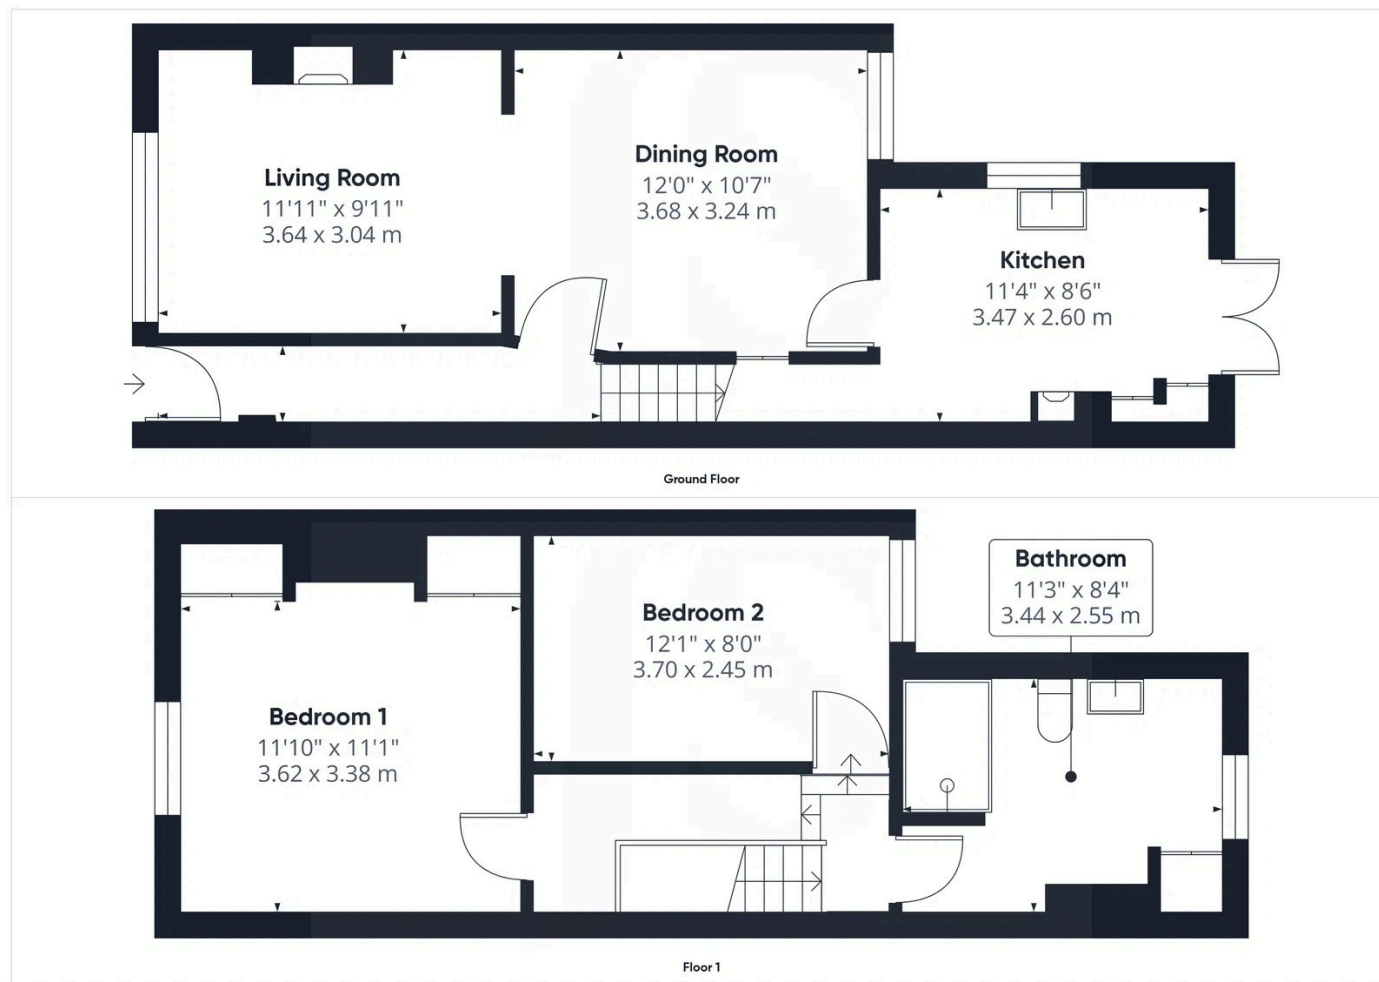 Living Room
11'11" x 9'11"
3.64 x 3.04 m
Dining Room
12'0" x 10'7"
3.68 x 3.24 m
Kitchen
11'4" x 8'6"
3.47 x 2.60 m
Ground Floor
Bedroom 1
11'10" x 11'1"
3.62 x 3.38 m
Bedroom 2
12'1" x 8'0"
3.70 x 2.45 m
Bathroom
11'3" x 8'4"
3.44 x 2.55 m
Floor 1